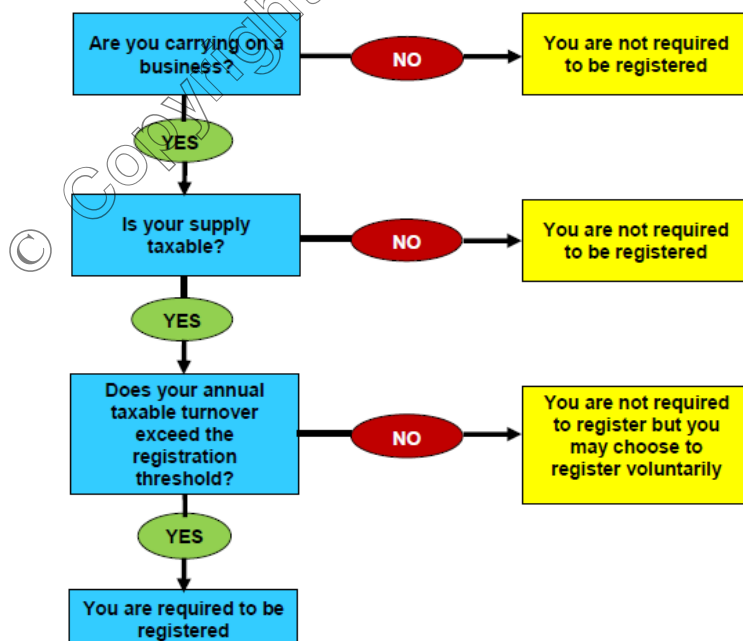 Are you carrying on a
business?
NO
You are not required
to be registered
YES
Is your supply
taxable?
NO
You are not required
to be registered
YES
Does your annual
taxable turnover
exceed the
registration
threshold?
NO
You are not required
to register but you
may choose to
register voluntarily
YES
You are required to be
registered
© Copyright